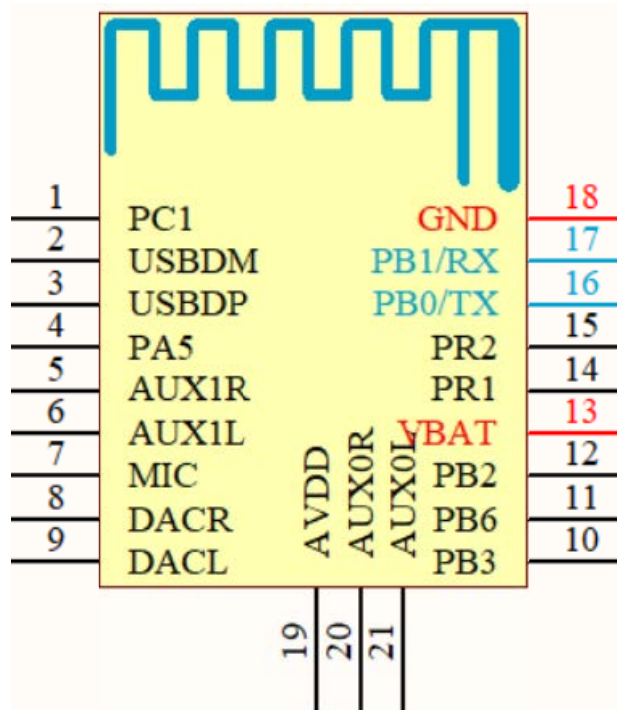 1 PC1 GND 18
2 USBDM PB1/RX 17
3 USBDP PB0/TX 16
4 PA5 PR2 15
5 AUX1R PR1 14
6 AUX1L VBAT 13
7 MIC PB2 12
8 DACR PB6 11
9 DACL PB3 10
AVDD AUX0R AUX0L
19 20 21